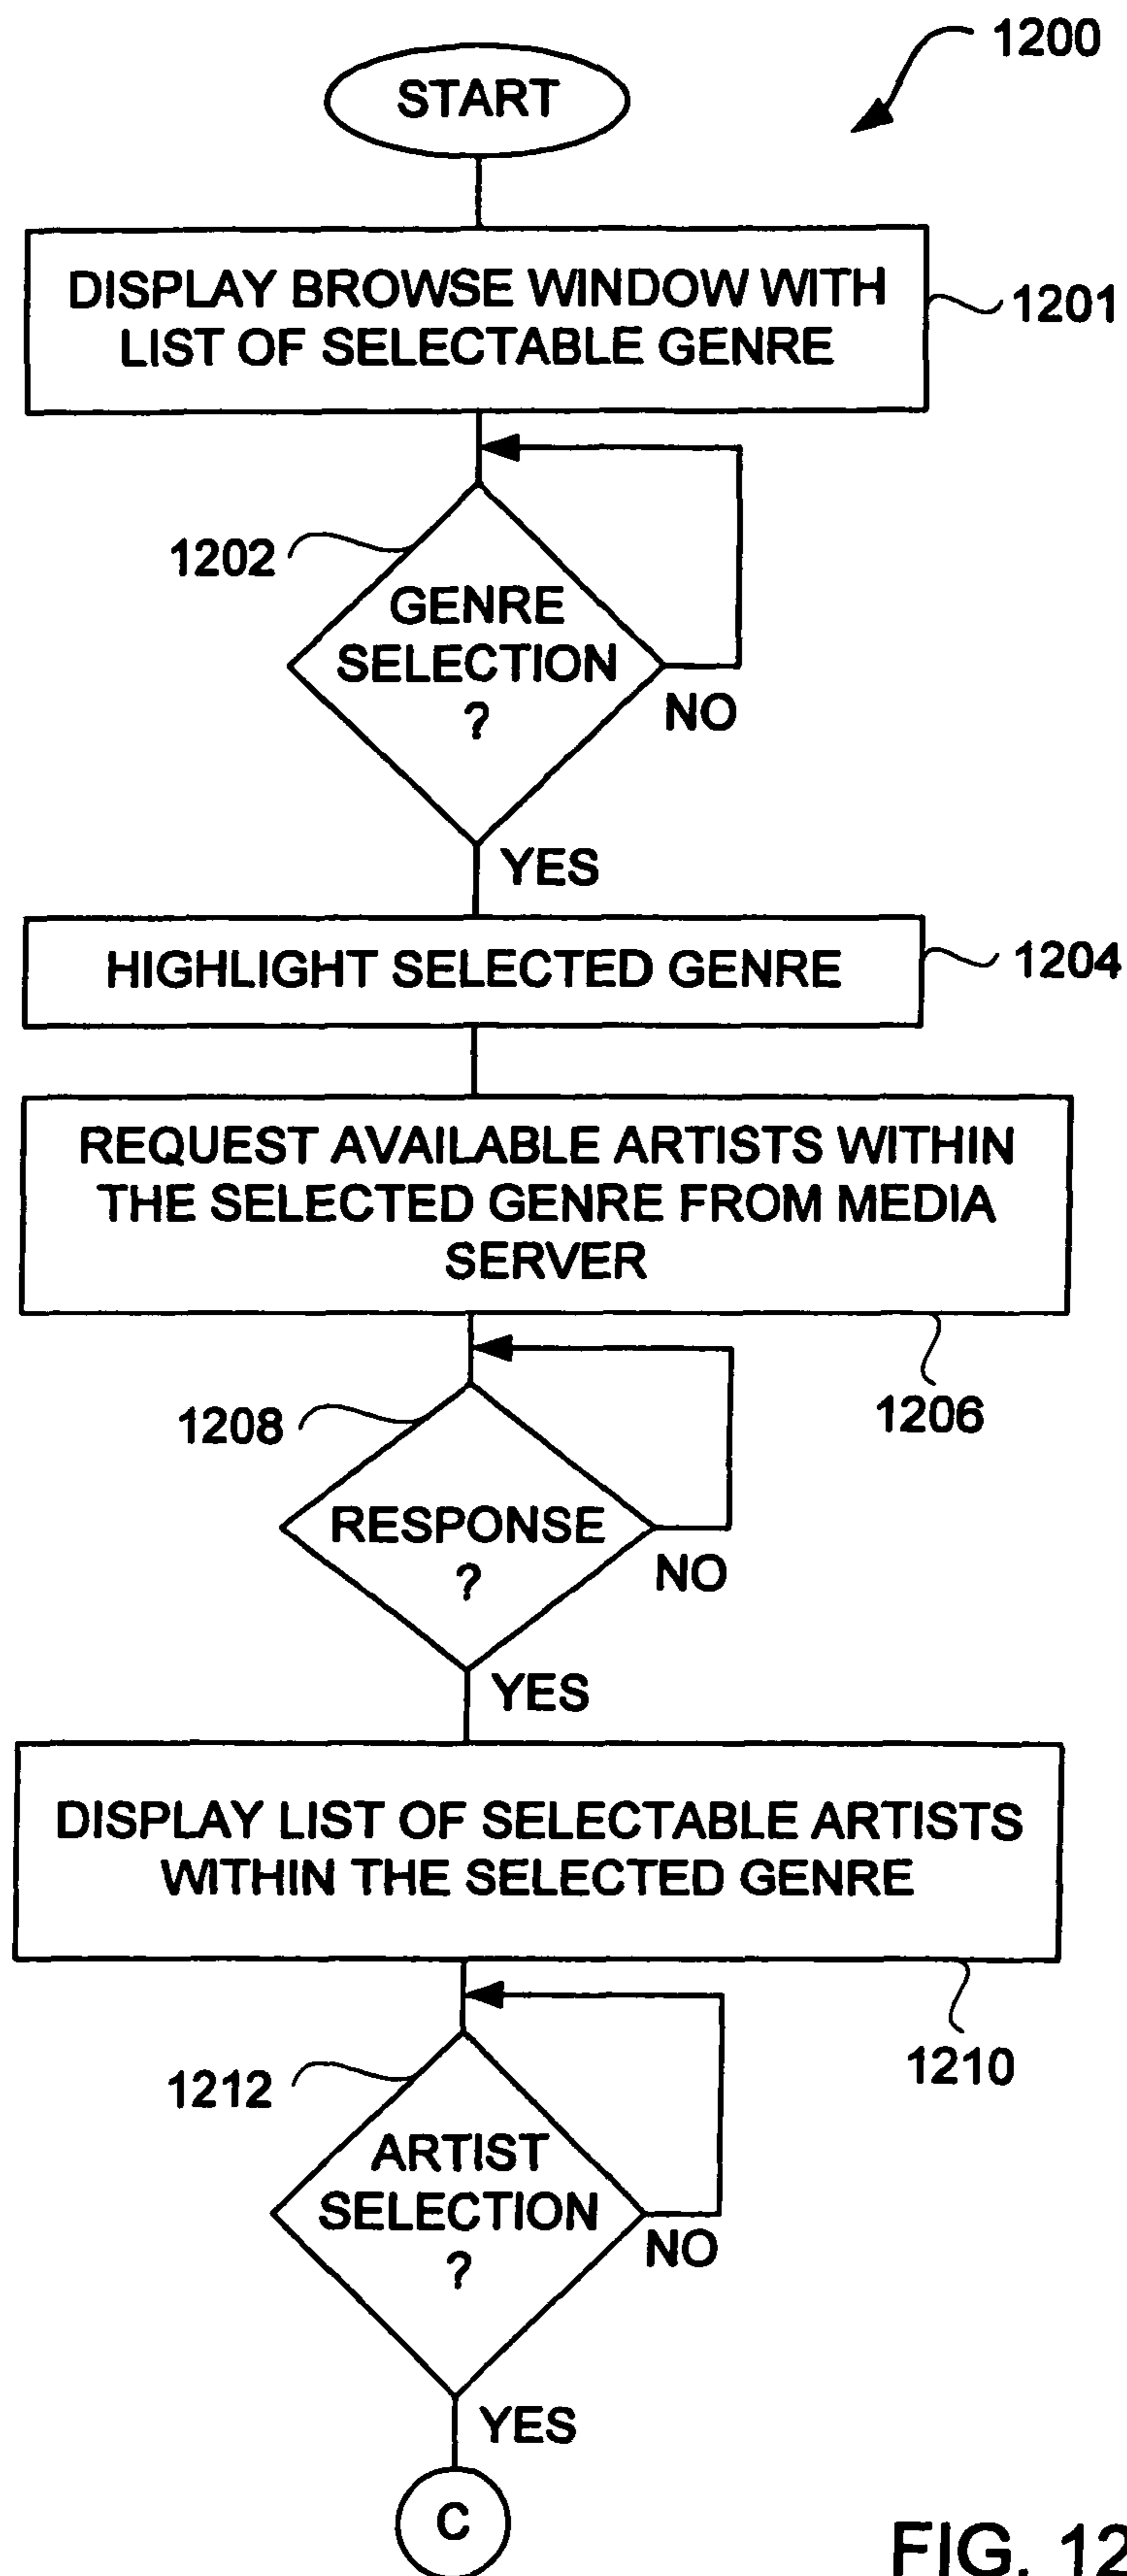 1200
START
DISPLAY BROWSE WINDOW WITH
LIST OF SELECTABLE GENRE
1201
1202
GENRE
SELECTION
?
NO
YES
HIGHLIGHT SELECTED GENRE
1204
REQUEST AVAILABLE ARTISTS WITHIN
THE SELECTED GENRE FROM MEDIA
SERVER
1206
1208
RESPONSE
?
NO
YES
DISPLAY LIST OF SELECTABLE ARTISTS
WITHIN THE SELECTED GENRE
1210
1212
ARTIST
SELECTION
?
NO
YES
C
FIG. 12